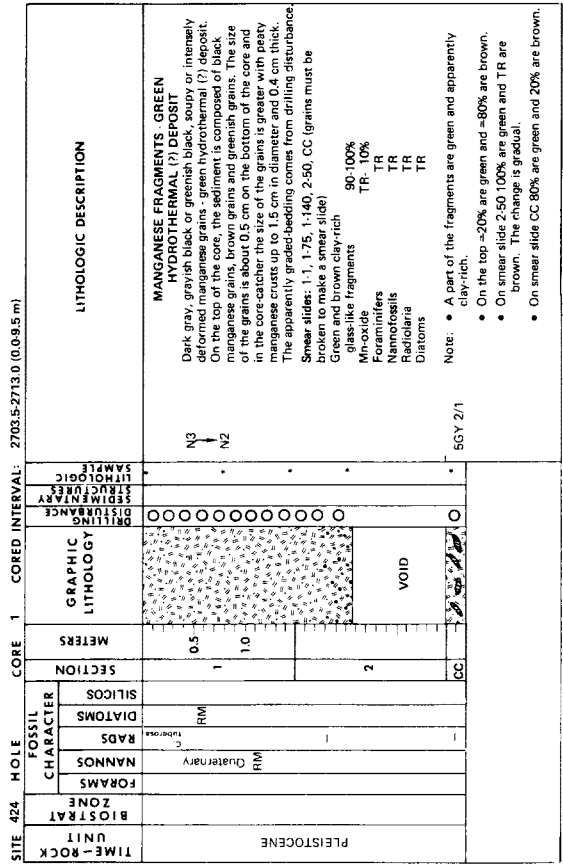 SITE 424 HOLE CORE 1 CORED INTERVAL: 2703.5-2713.0 (0.0-9.5 m)
TIME-ROCK UNIT
BIOSTRAT ZONE
FOSSIL CHARACTER
FORAMS
NANNOS
RADS
DIATOMS
SILICOS
SECTION
METERS
GRAPHIC LITHOLOGY
DRILLING DISTURBANCE
SEDIMENTARY STRUCTURES
LITHOLOGIC SAMPLE
LITHOLOGIC DESCRIPTION
PLEISTOCENE
Quaternary
RM
C. tuberosa
RM
1
0.5
1.0
2
CC
VOID
N3
N2
5GY 2/1
MANGANESE FRAGMENTS - GREEN
HYDROTHERMAL (?) DEPOSIT
Dark gray, grayish black or greenish black, soupy or intensely
deformed manganese grains - green hydrothermal (?) deposit.
On the top of the core, the sediment is composed of black
manganese grains, brown grains and greenish grains. The size
of the grains is about 0.5 cm on the bottom of the core and
in the core-catcher the size of the grains is greater with peaty
manganese crusts up to 1.5 cm in diameter and 0.4 cm thick.
The apparently graded-bedding comes from drilling disturbance.
Smear slides: 1-1, 1-75, 1-140, 2-50, CC (grains must be
broken to make a smear slide)
Green and brown clay-rich
glass-like fragments 90-100%
Mn-oxide TR- 10%
Foraminifers TR
Nannofossils TR
Radiolaria TR
Diatoms TR
Note: • A part of the fragments are green and apparently
clay-rich.
• On the top ≈20% are green and ≈80% are brown.
• On smear slide 2-50 100% are green and TR are
brown. The change is gradual.
• On smear slide CC 80% are green and 20% are brown.